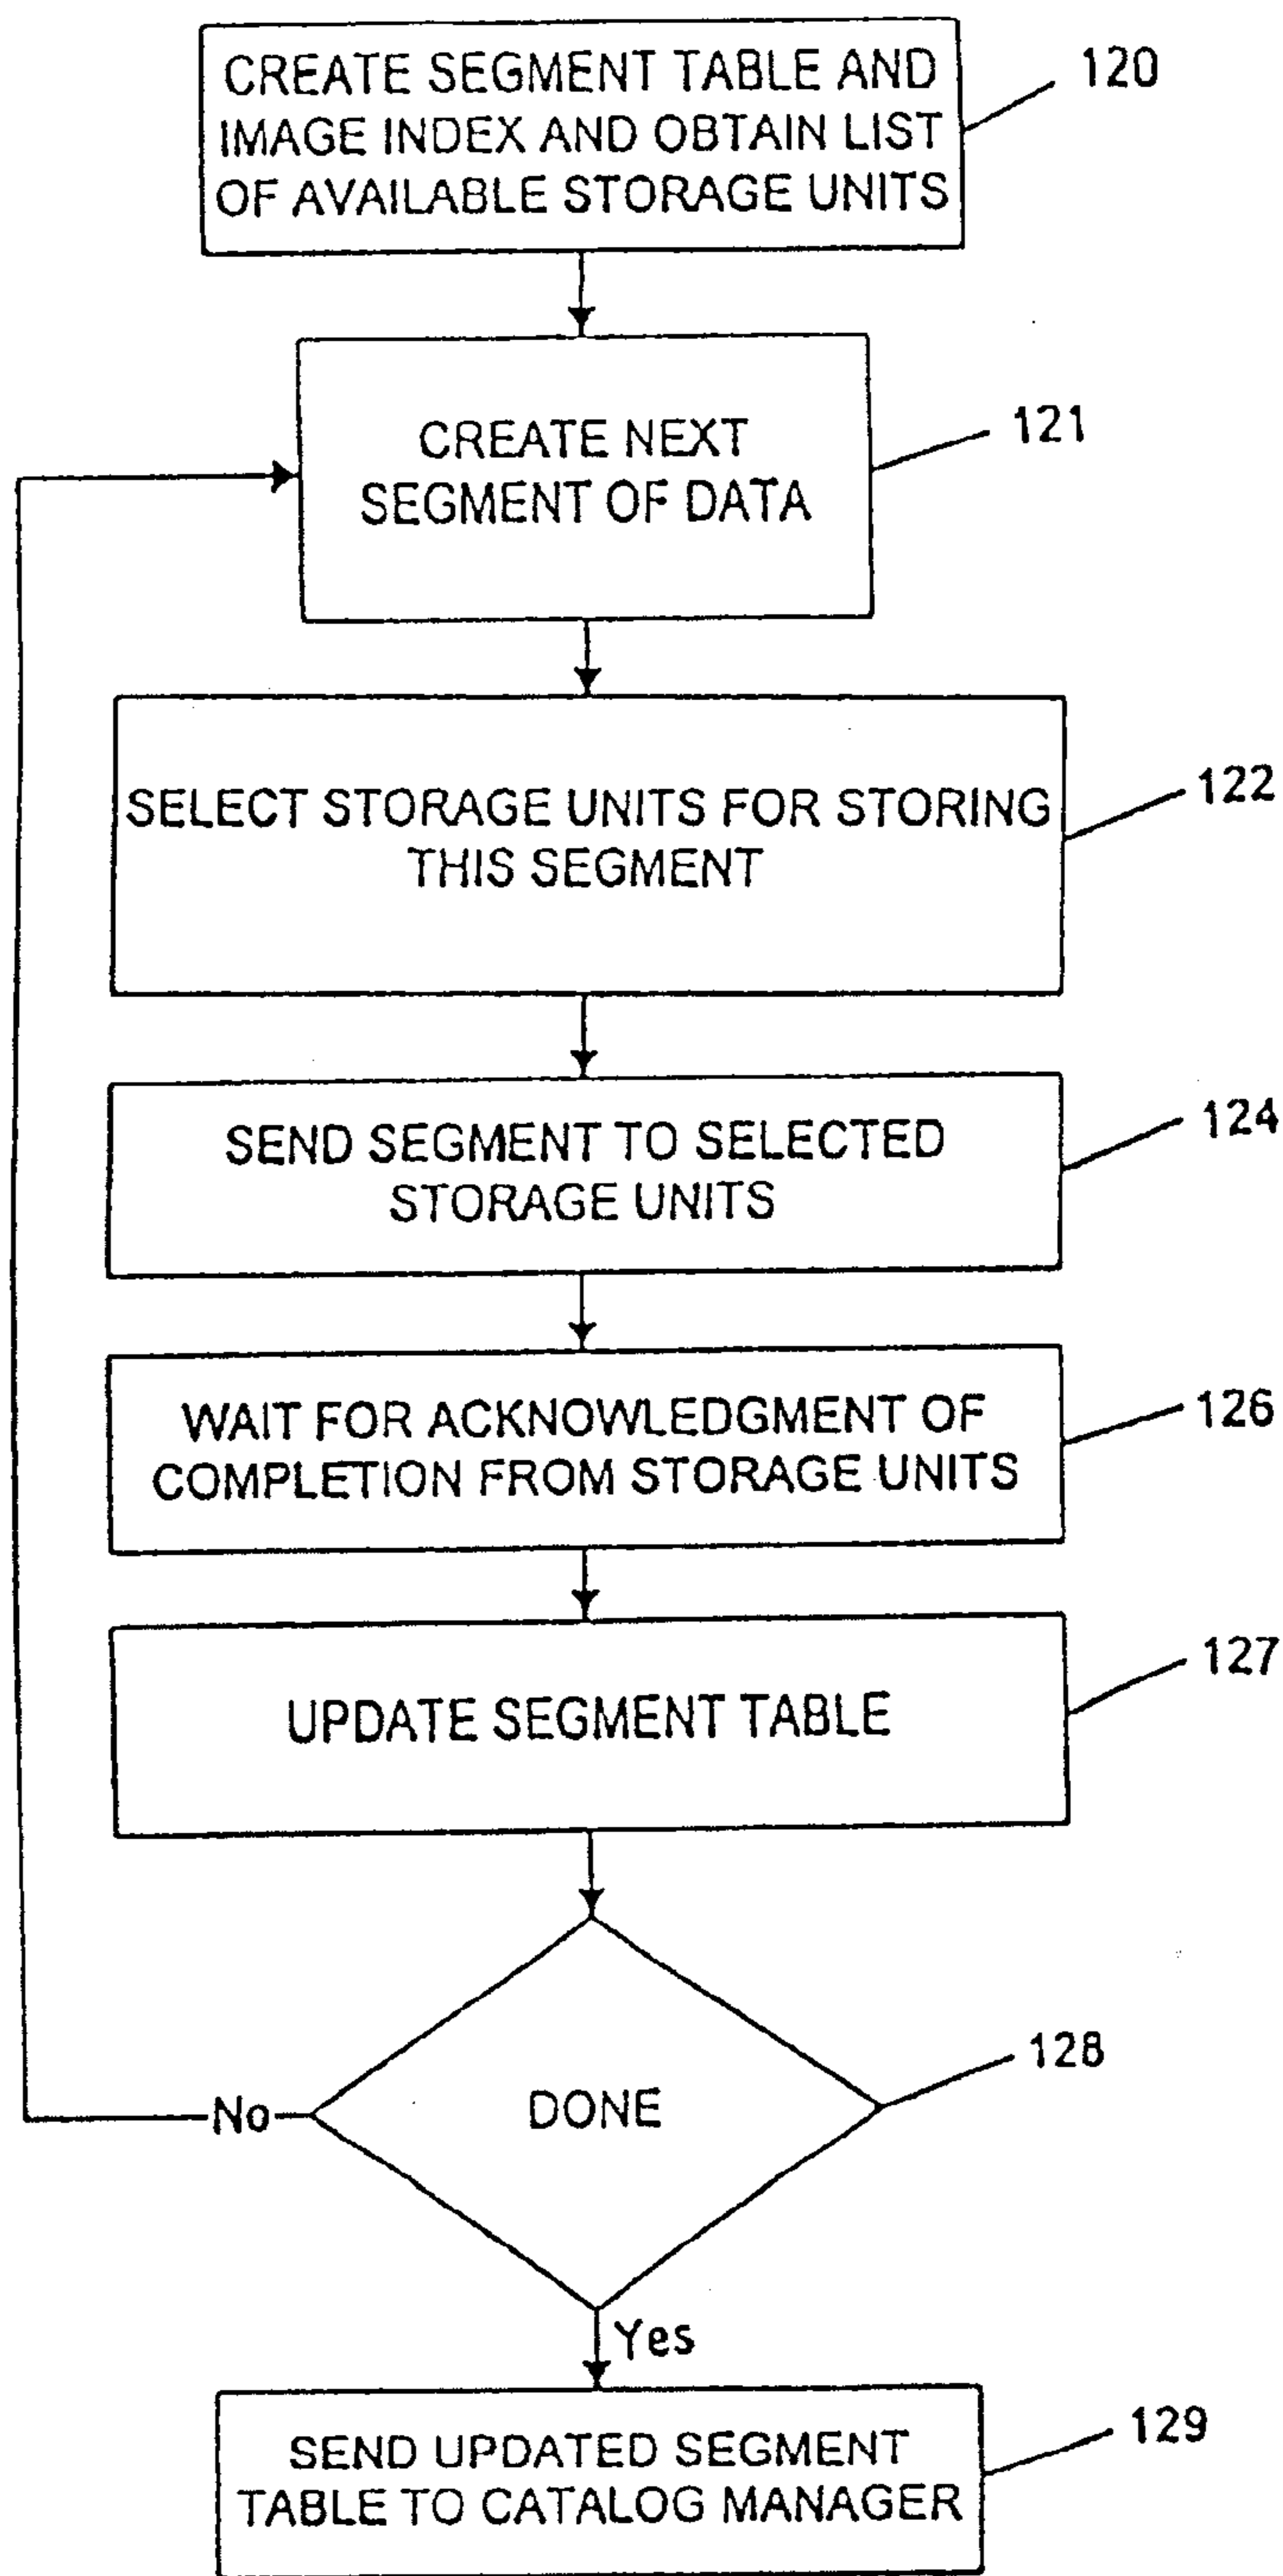 CREATE SEGMENT TABLE AND
IMAGE INDEX AND OBTAIN LIST
OF AVAILABLE STORAGE UNITS
120
CREATE NEXT
SEGMENT OF DATA
121
SELECT STORAGE UNITS FOR STORING
THIS SEGMENT
122
SEND SEGMENT TO SELECTED
STORAGE UNITS
124
WAIT FOR ACKNOWLEDGMENT OF
COMPLETION FROM STORAGE UNITS
126
UPDATE SEGMENT TABLE
127
DONE
128
No
Yes
SEND UPDATED SEGMENT
TABLE TO CATALOG MANAGER
129